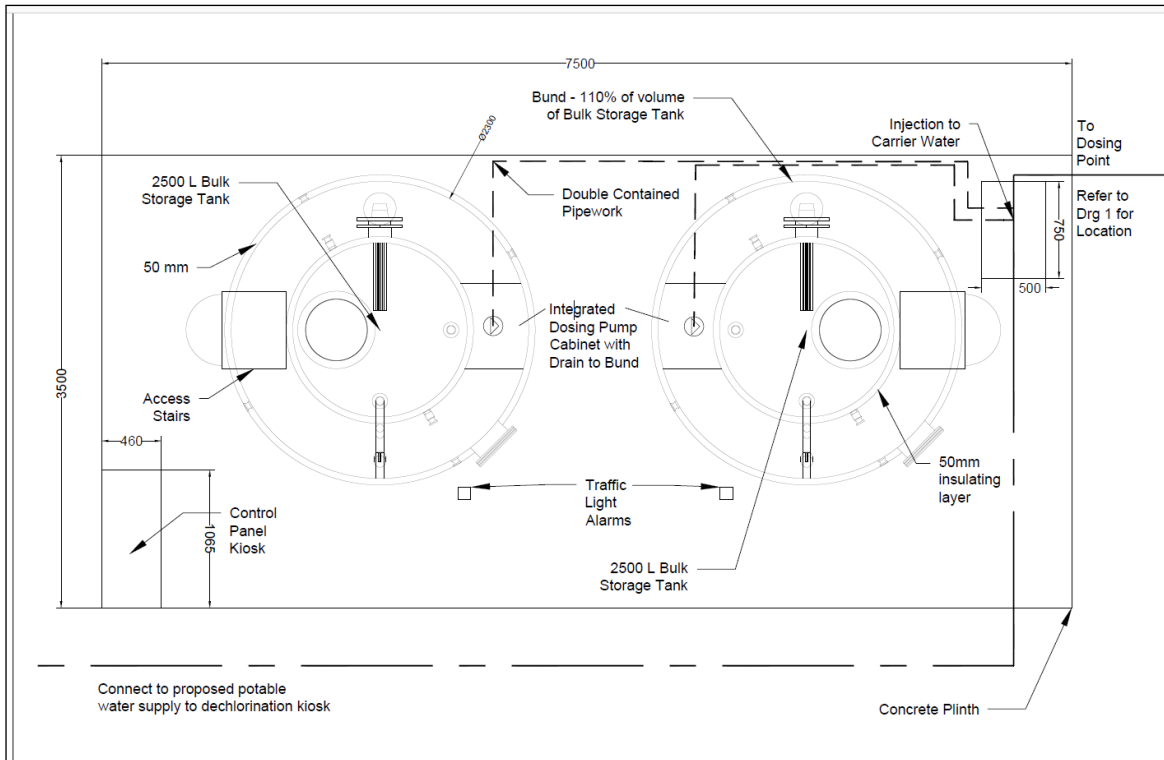 7500
Bund - 110% of volume
of Bulk Storage Tank
Ø2300
Injection to
Carrier Water
To
Dosing
Point
2500 L Bulk
Storage Tank
Double Contained
Pipework
Refer to
Drg 1 for
Location
750
500
50 mm
Integrated
Dosing Pump
Cabinet with
Drain to Bund
3500
Access
Stairs
460
50mm
insulating
layer
Traffic
Light
Alarms
Control
Panel
Kiosk
1065
2500 L Bulk
Storage Tank
Connect to proposed potable
water supply to dechlorination kiosk
Concrete Plinth